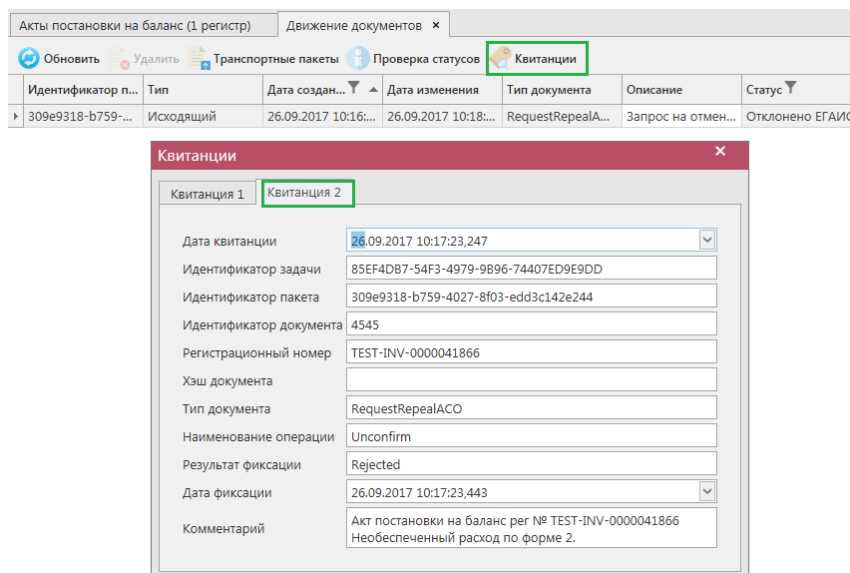 Акты постановки на баланс (1 регистр) Движение документов ×
Обновить Удалить Транспортные пакеты Проверка статусов Квитанции
Идентификатор п... Тип Дата создан... Дата изменения Тип документа Описание Статус
309e9318-b759-... Исходящий 26.09.2017 10:16:... 26.09.2017 10:18:... RequestRepealA... Запрос на отмен... Отклонено ЕГАИС
Квитанции ×
Квитанция 1 Квитанция 2
Дата квитанции 26.09.2017 10:17:23,247
Идентификатор задачи 85EF4DB7-54F3-4979-9B96-74407ED9E9DD
Идентификатор пакета 309e9318-b759-4027-8f03-edd3c142e244
Идентификатор документа 4545
Регистрационный номер TEST-INV-0000041866
Хэш документа
Тип документа RequestRepealACO
Наименование операции Unconfirm
Результат фиксации Rejected
Дата фиксации 26.09.2017 10:17:23,443
Комментарий Акт постановки на баланс рег № TEST-INV-0000041866
Необеспеченный расход по форме 2.